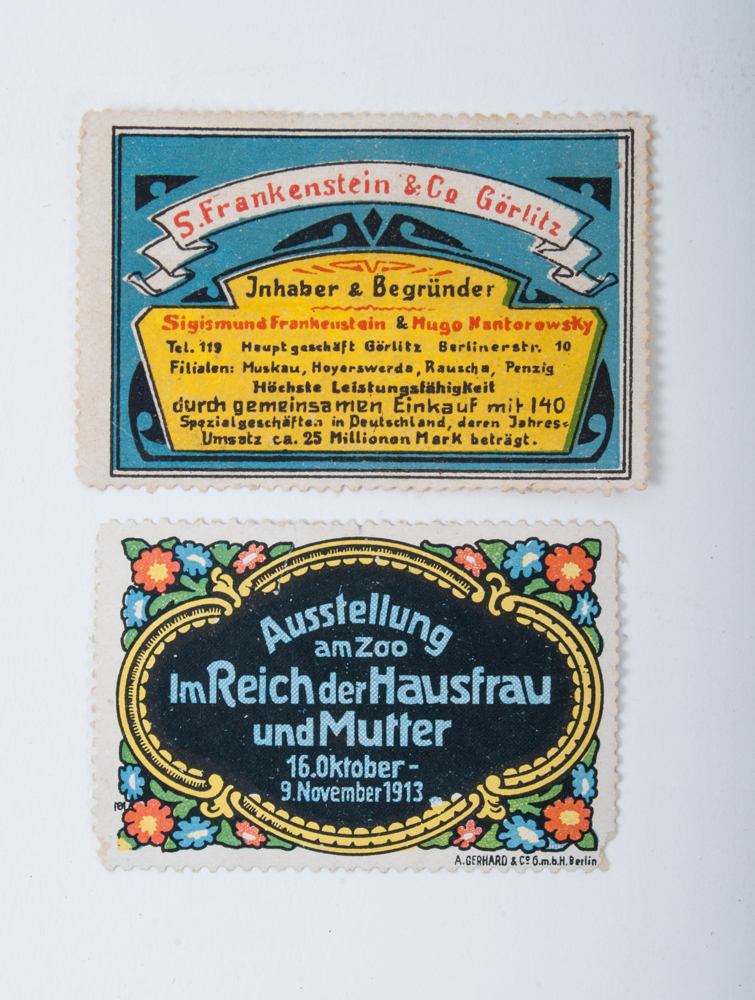 S. Frankenstein & Co Görlitz
Inhaber & Begründer
Sigismund Frankenstein & Hugo Nantorowsky
Tel. 119 Hauptgeschäft Görlitz Berlinerstr. 10
Filialen: Muskau, Hoyerswerda, Rauscha, Penzig
Höchste Leistungsfähigkeit
durch gemeinsamen Einkauf mit 140
Spezialgeschäften in Deutschland, deren Jahres=
Umsatz ca. 25 Millionen Mark beträgt.
Ausstellung
am Zoo
Im Reich der Hausfrau
und Mutter
16. Oktober -
9. November 1913
A. GERHARD & Co G.m.b.H. Berlin